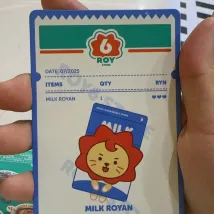 6
ROY
DATE: 07/2025
ITEMS QTY RYN
MILK ROYAN 1 ♥♥♥
MILK
MILK ROYAN